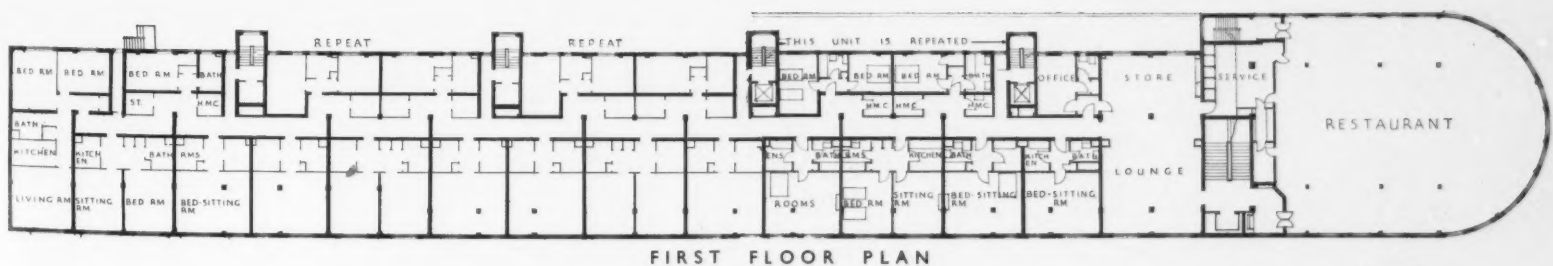 REPEAT
REPEAT
THIS UNIT IS REPEATED
BED RM
BED RM
BED RM
BATH
BED RM
BED RM
BED RM
BATH
OFFICE
STORE
SERVICE
ST.
H.M.C.
H.M.C
H.M.C
H.M.C.
RESTAURANT
BATH
KITCHEN
KITCH
EN
BATH RMS
ENS
BATH RMS
KITCHEN
BATH
KITCH
EN
BATH
LOUNGE
LIVING RM
SITTING
RM
BED RM
BED-SITTING
RM
ROOMS
BED RM
SITTING
RM
BED-SITTING
RM
BED-SITTING
RM
FIRST FLOOR PLAN